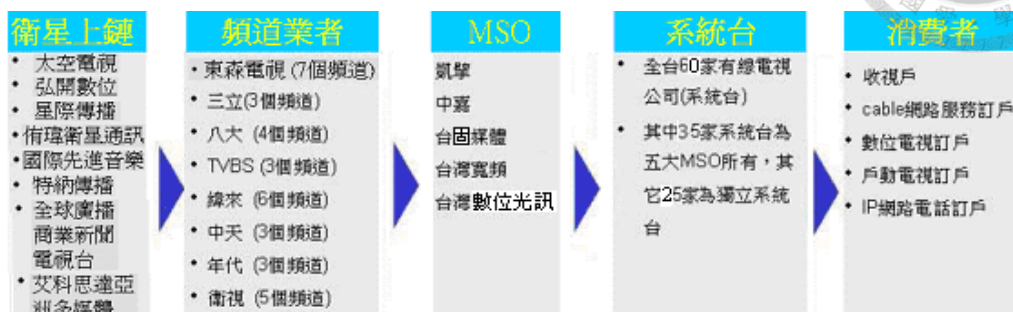 衛星上鏈
• 太空電視
• 弘開數位
• 星際傳播
•侑瑋衛星通訊
•國際先進音樂
• 特納傳播
• 全球廣播
商業新聞
電視台
• 艾科思達亞
洲多媒體
頻道業者
• 東森電視 (7個頻道)
• 三立(3個頻道)
• 八大 (4個頻道)
• TVBS (3個頻道)
• 緯來 (6個頻道)
• 中天 (3個頻道)
• 年代 (3個頻道)
• 衛視 (5個頻道)
MSO
凱擘
中嘉
台固媒體
台灣寬頻
台灣數位光訊
系統台
• 全台60家有線電視
公司(系統台)
• 其中35家系統台為
五大MSO所有，其
它25家為獨立系統
台
消費者
• 收視戶
• cable網路服務訂戶
• 數位電視訂戶
• 戶動電視訂戶
• IP網路電話訂戶